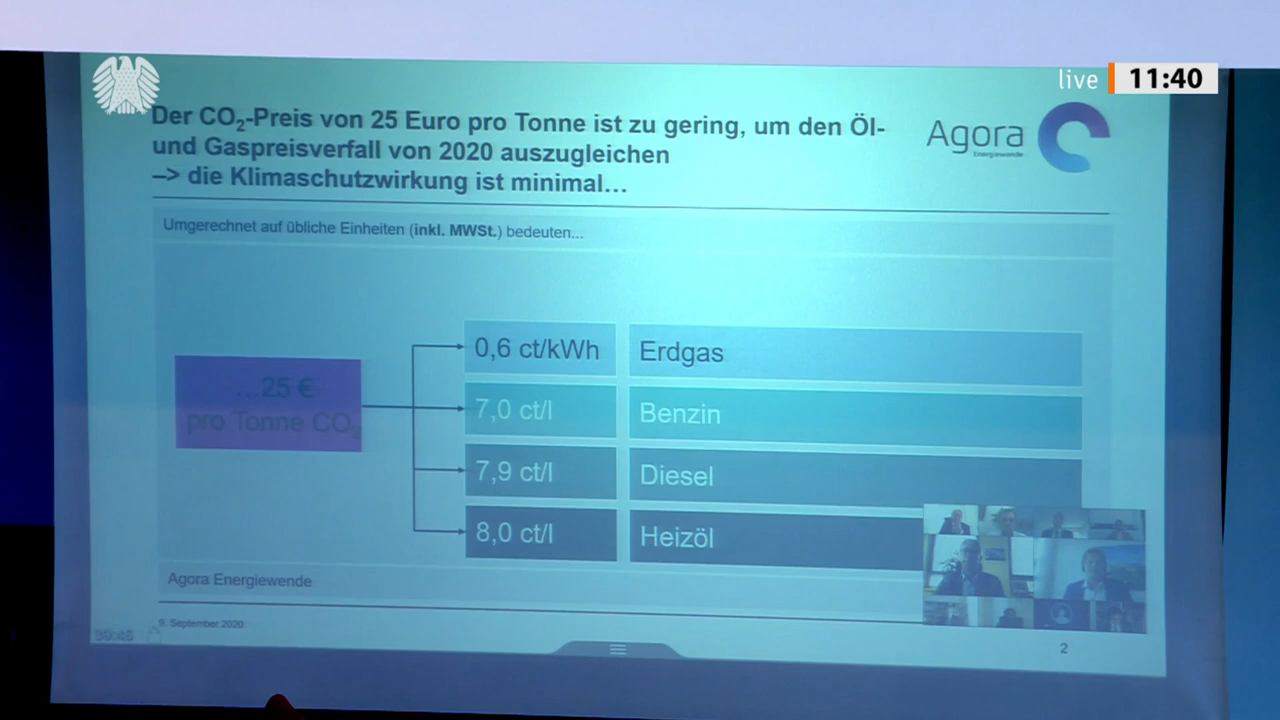 live 11:40
Der CO₂-Preis von 25 Euro pro Tonne ist zu gering, um den Öl-
und Gaspreisverfall von 2020 auszugleichen
–> die Klimaschutzwirkung ist minimal…
Agora
Energiewende
Umgerechnet auf übliche Einheiten (inkl. MWSt.) bedeuten...
...25 €
pro Tonne CO₂
0,6 ct/kWh Erdgas
7,0 ct/l Benzin
7,9 ct/l Diesel
8,0 ct/l Heizöl
Agora Energiewende
9. September 2020
2